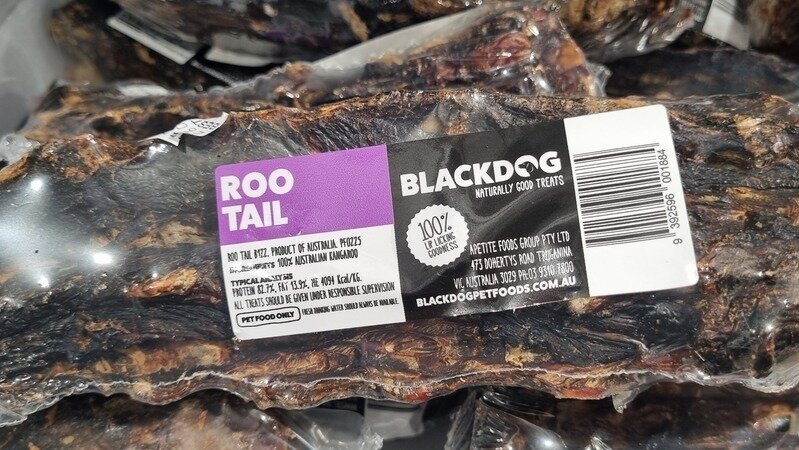 ROO
TAIL
ROO TAIL B1ZZ. PRODUCT OF AUSTRALIA. PF0225
100% AUSTRALIAN KANGAROO
TYPICAL ANALYSIS
PROTEIN 82.7%, FAT 13.9%, ME 4094 Kcal/KG.
ALL TREATS SHOULD BE GIVEN UNDER RESPONSIBLE SUPERVISION
PET FOOD ONLY
FRESH DRINKING WATER SHOULD ALWAYS BE AVAILABLE.
BLACKDOG
NATURALLY GOOD TREATS
100%
LIP LICKING
GOODNESS
APETITE FOODS GROUP PTY LTD
473 DOHERTYS ROAD TRUGANINA
VIC, AUSTRALIA 3029 PH:03 9310 7800
BLACKDOGPETFOODS.COM.AU
9 392596 001884